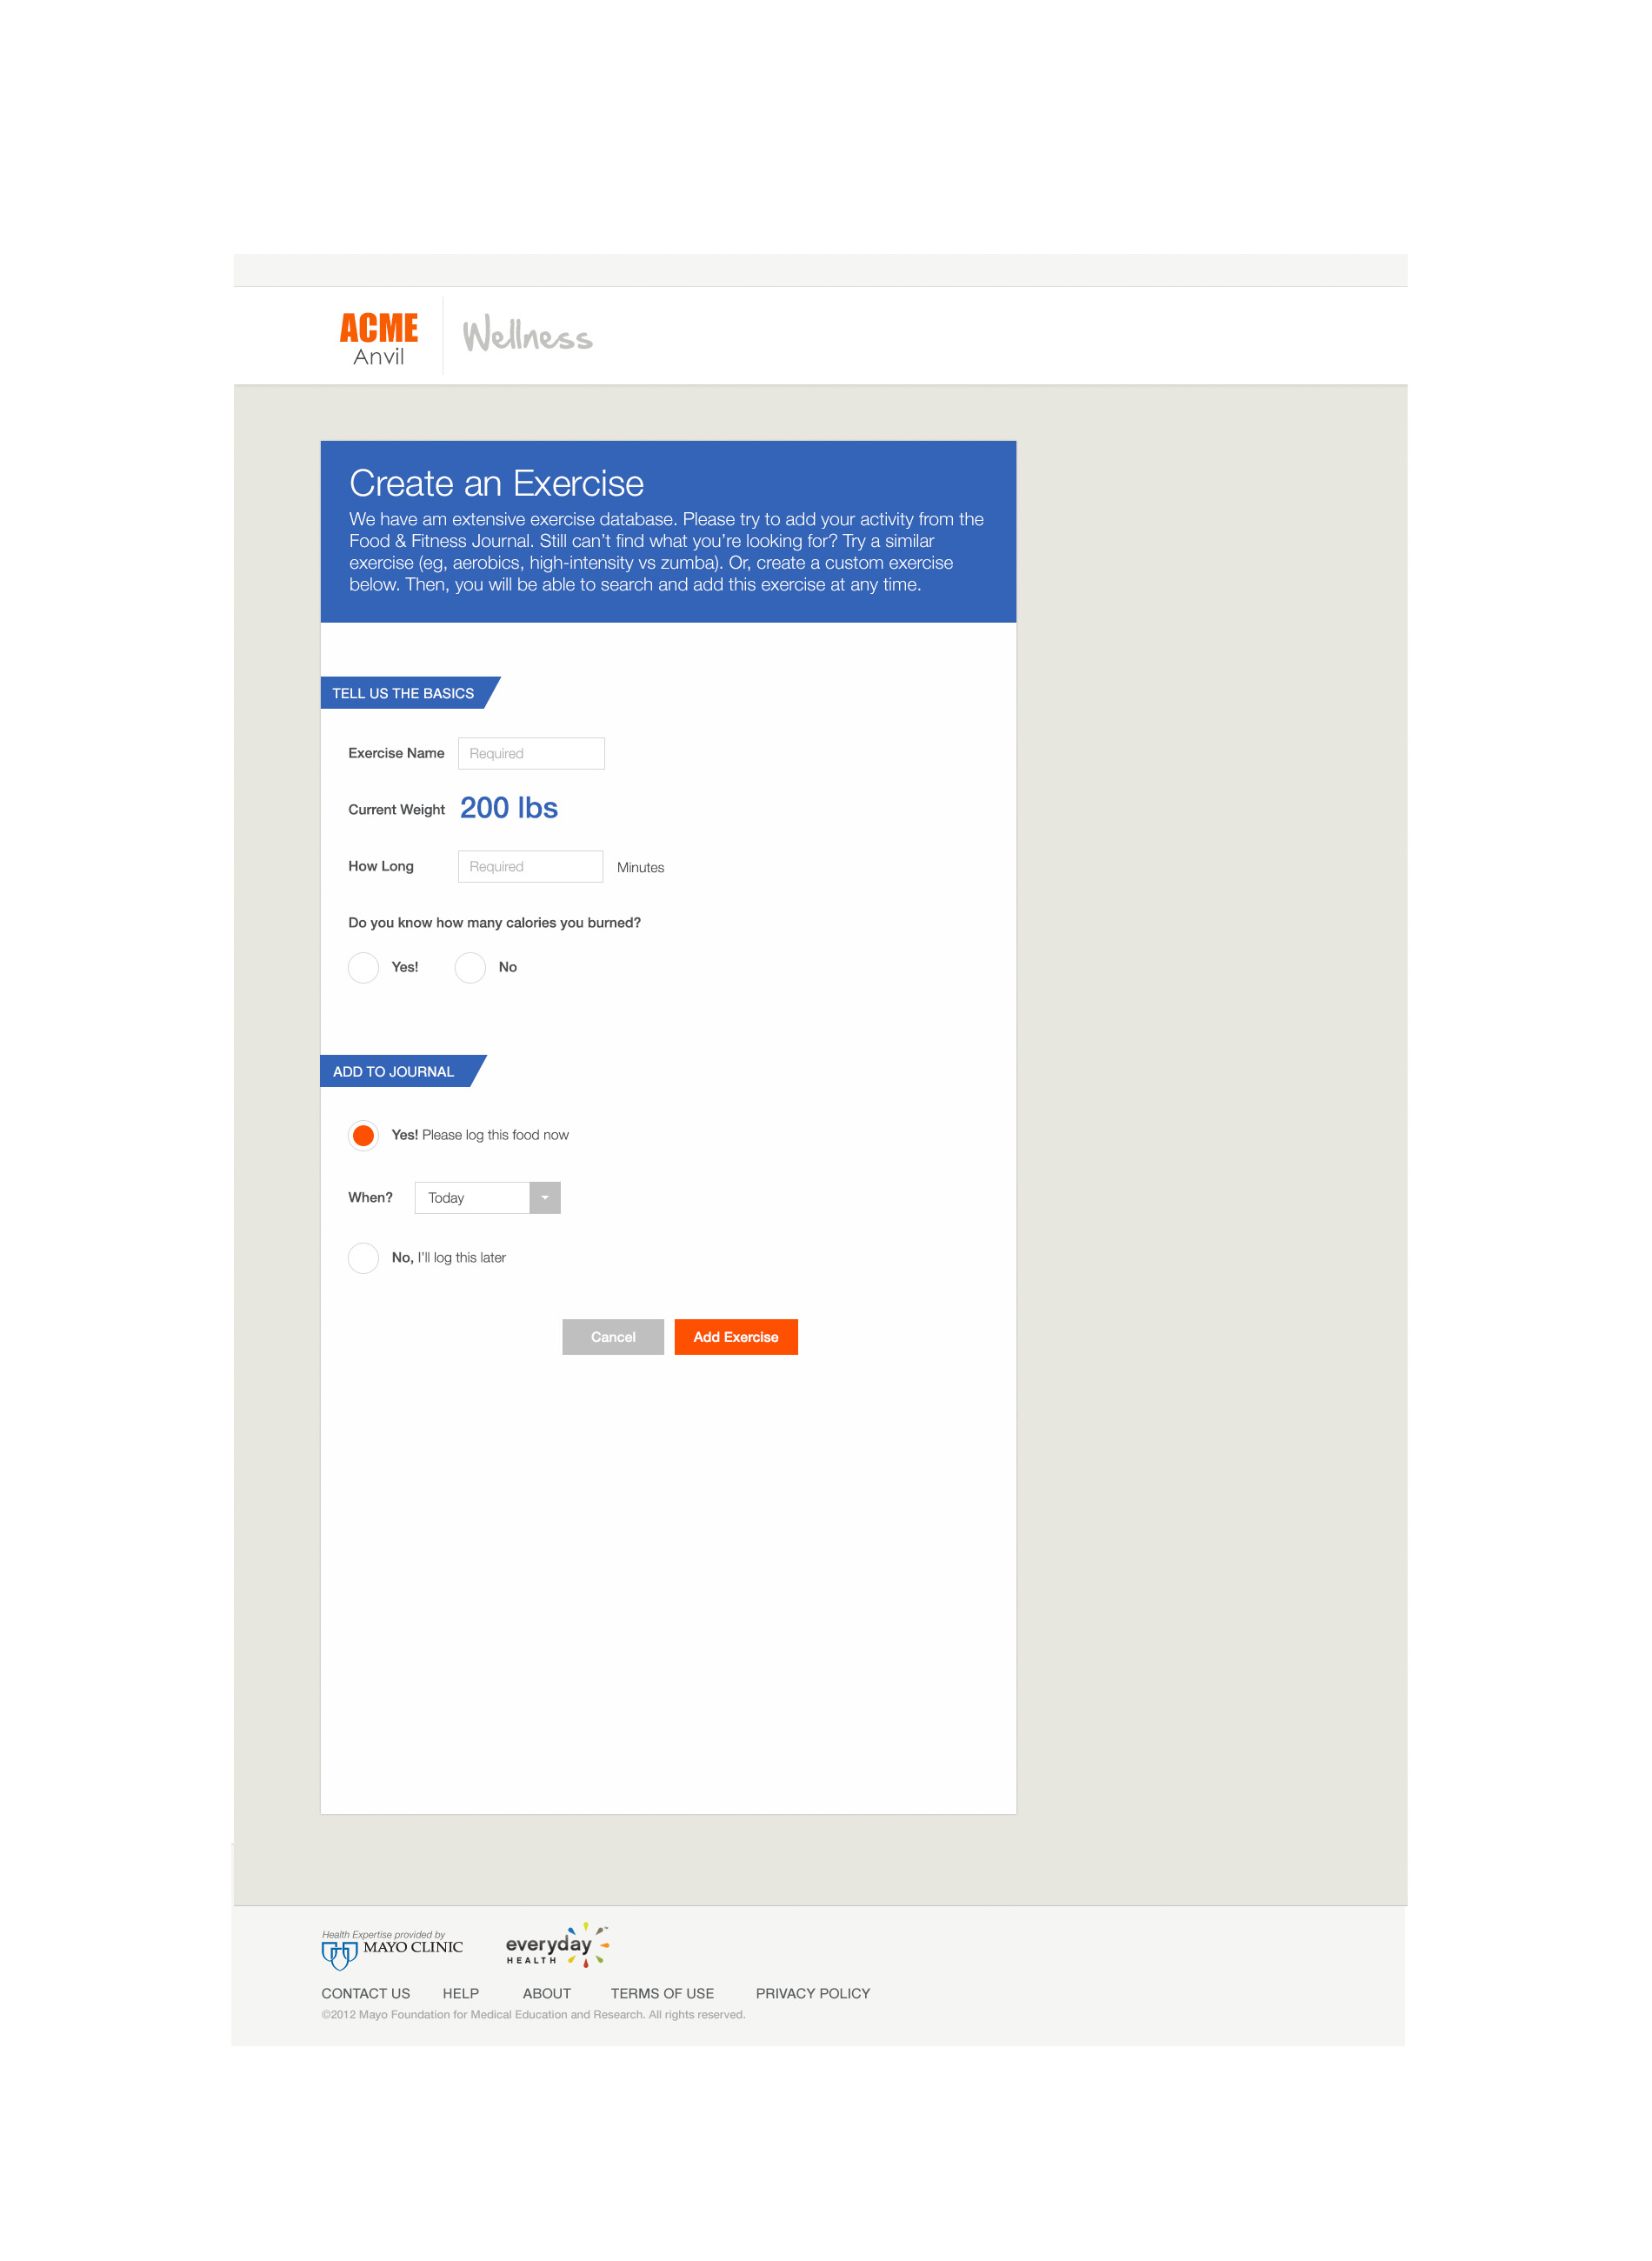 ACME
Anvil
Wellness
Create an Exercise
We have am extensive exercise database. Please try to add your activity from the
Food & Fitness Journal. Still can’t find what you’re looking for? Try a similar
exercise (eg, aerobics, high-intensity vs zumba). Or, create a custom exercise
below. Then, you will be able to search and add this exercise at any time.
TELL US THE BASICS
Exercise Name Required
Current Weight 200 lbs
How Long Required Minutes
Do you know how many calories you burned?
Yes! No
ADD TO JOURNAL
Yes! Please log this food now
When? Today
No, I'll log this later
Cancel Add Exercise
Health Expertise provided by
MAYO CLINIC
everyday ™
HEALTH
CONTACT US HELP ABOUT TERMS OF USE PRIVACY POLICY
©2012 Mayo Foundation for Medical Education and Research. All rights reserved.